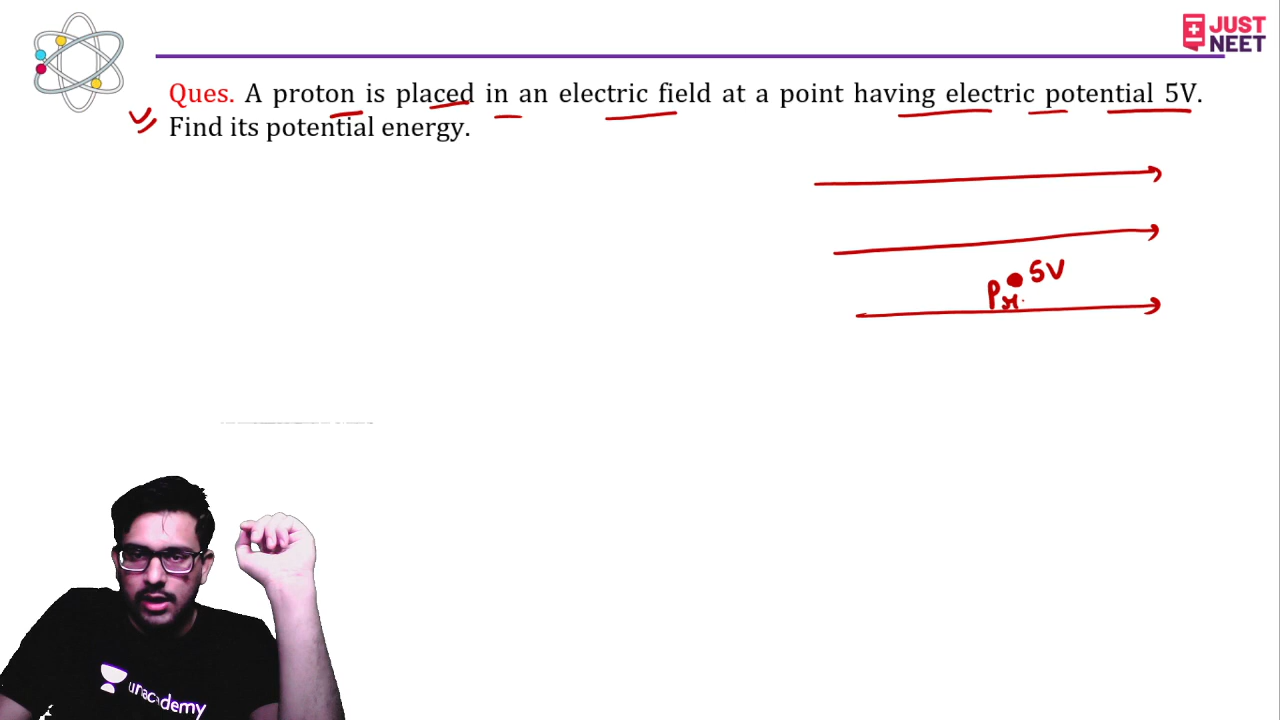 JUST
NEET
Ques. A proton is placed in an electric field at a point having electric potential 5V.
Find its potential energy.
5V
unacademy